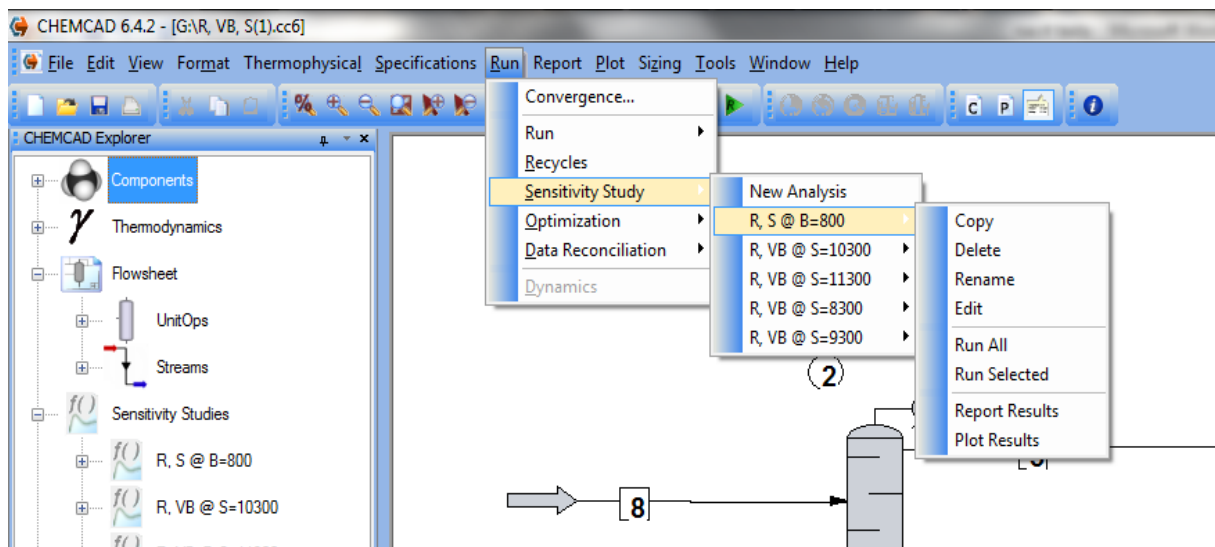 CHEMCAD 6.4.2 - [G:\R, VB, S(1).cc6]
File Edit View Format Thermophysical Specifications Run Report Plot Sizing Tools Window Help
CHEMCAD Explorer
Components
Thermodynamics
Flowsheet
UnitOps
Streams
Sensitivity Studies
f() R, S @ B=800
f() R, VB @ S=10300
Convergence...
Run
Recycles
Sensitivity Study
Optimization
Data Reconciliation
Dynamics
New Analysis
R, S @ B=800
R, VB @ S=10300
R, VB @ S=11300
R, VB @ S=8300
R, VB @ S=9300
Copy
Delete
Rename
Edit
Run All
Run Selected
Report Results
Plot Results
R
C P
2
8